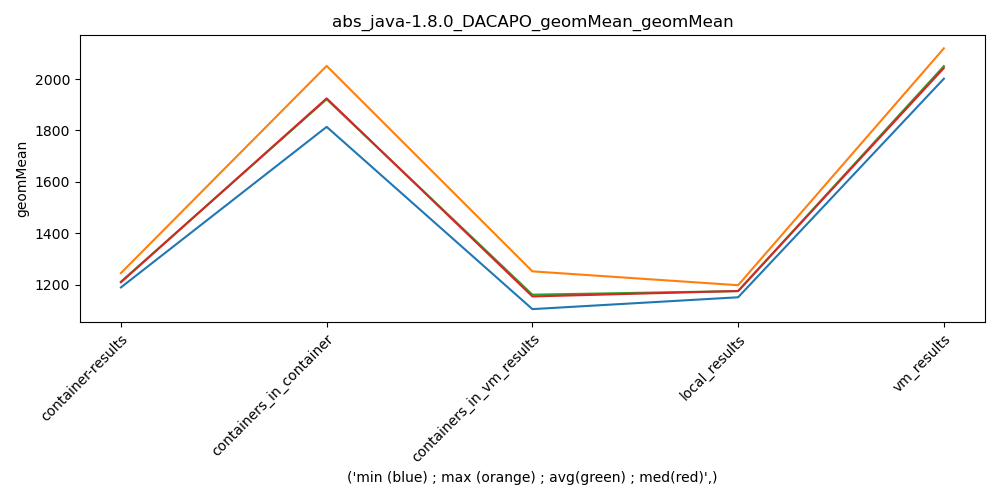 abs_java-1.8.0_DACAPO_geomMean_geomMean
geomMean
2000
1800
1600
1400
1200
container-results
containers_in_container
containers_in_vm_results
local_results
vm_results
('min (blue) ; max (orange) ; avg(green) ; med(red)',)